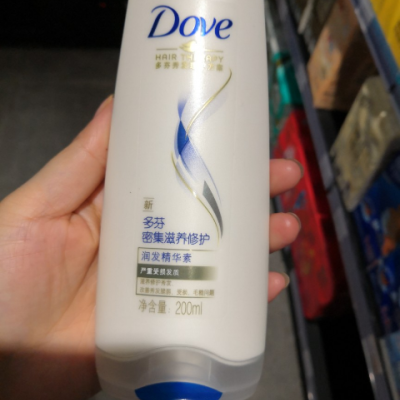 Dove
HAIR THERAPY
新
多芬
密集滋养修护
润发精华素
严重受损发质
净含量：200ml